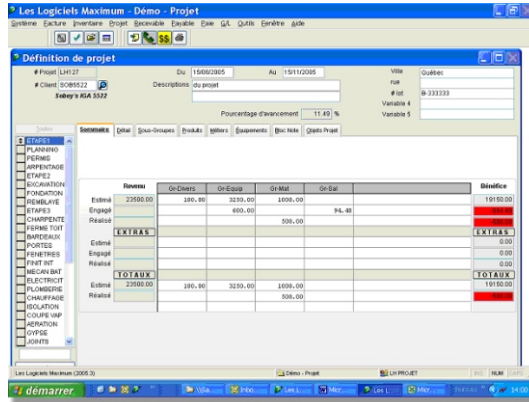 Les Logiciels Maximum - Démo - Projet
Système Facture Inventaire Projet Recevable Payable Paie G/L Outils Fenêtre Aide
Définition de projet
# Projet LH127 Du 15/08/2005 Au 15/11/2005 Ville Québec
# Client SOB5522 Descriptions du projet rue
Sobey's IGA 5522 # lot B-333333
Variable 4
Pourcentage d'avancement 11.49 % Variable 5
Sommaire Détail Sous-Groupes Produits Métiers Équipements Bloc Note Objets Projet
ETAPE1
PLANNING
PERMIS
ARPENTAGE
ETAPE2
EXCAVATION
FONDATION
REMBLAYE
ETAPE3
CHARPENTE
FERME TOIT
BARDEAUX
PORTES
FENETRES
FINIT INT
MECAN BAT
ELECTRICIT
PLOMBERIE
CHAUFFAGE
ISOLATION
COUPE VAP
AERATION
GYPSE
JOINTS
Revenu Gr-Divers Gr-Equip Gr-Mat Gr-Sal Bénéfice
Estimé 23500.00 100.00 3250.00 1000.00 19150.00
Engagé 600.00 94.48
Réalisé 500.00
EXTRAS EXTRAS
Estimé 0.00
Engagé 0.00
Réalisé 0.00
TOTAUX TOTAUX
Estimé 23500.00 100.00 3250.00 1000.00 19150.00
Réalisé 500.00
Les Logiciels Maximum (2005.3) Démo - Projet LH PROJET INS NUM CAPS
démarrer 14:00